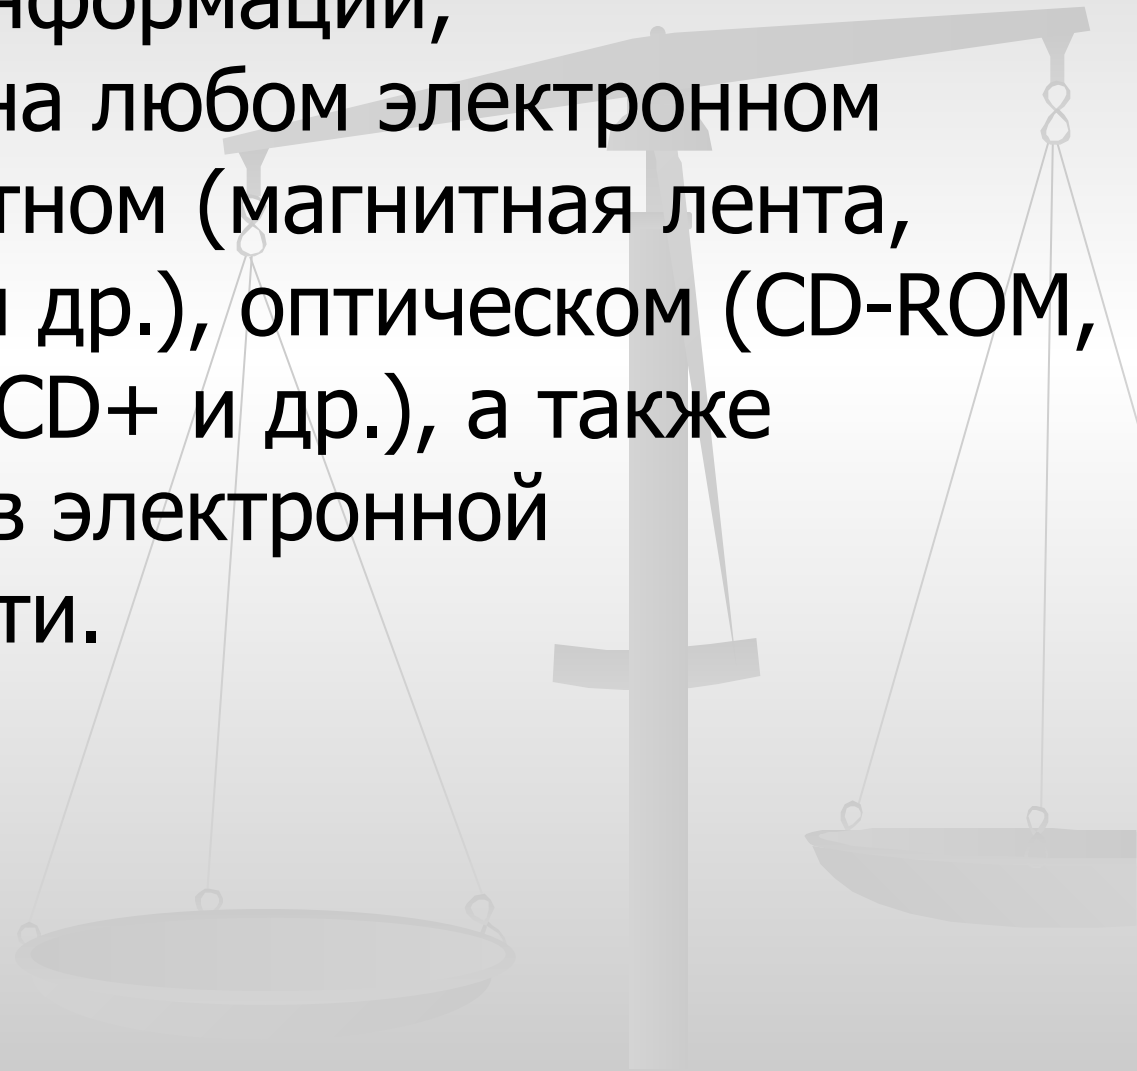 нформации,
на любом электронном
тном (магнитная лента,
и др.), оптическом (CD-ROM,
CD+ и др.), а также
в электронной
ти.